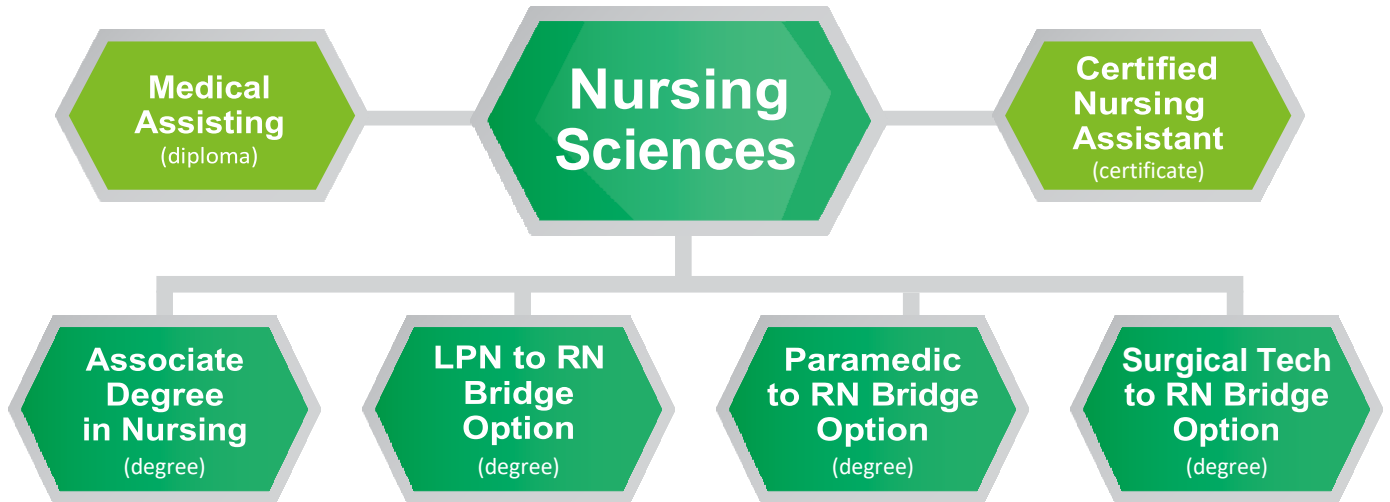 Medical
Assisting
(diploma)
Nursing
Sciences
Certified
Nursing
Assistant
(certificate)
Associate
Degree
in Nursing
(degree)
LPN to RN
Bridge
Option
(degree)
Paramedic
to RN Bridge
Option
(degree)
Surgical Tech
to RN Bridge
Option
(degree)